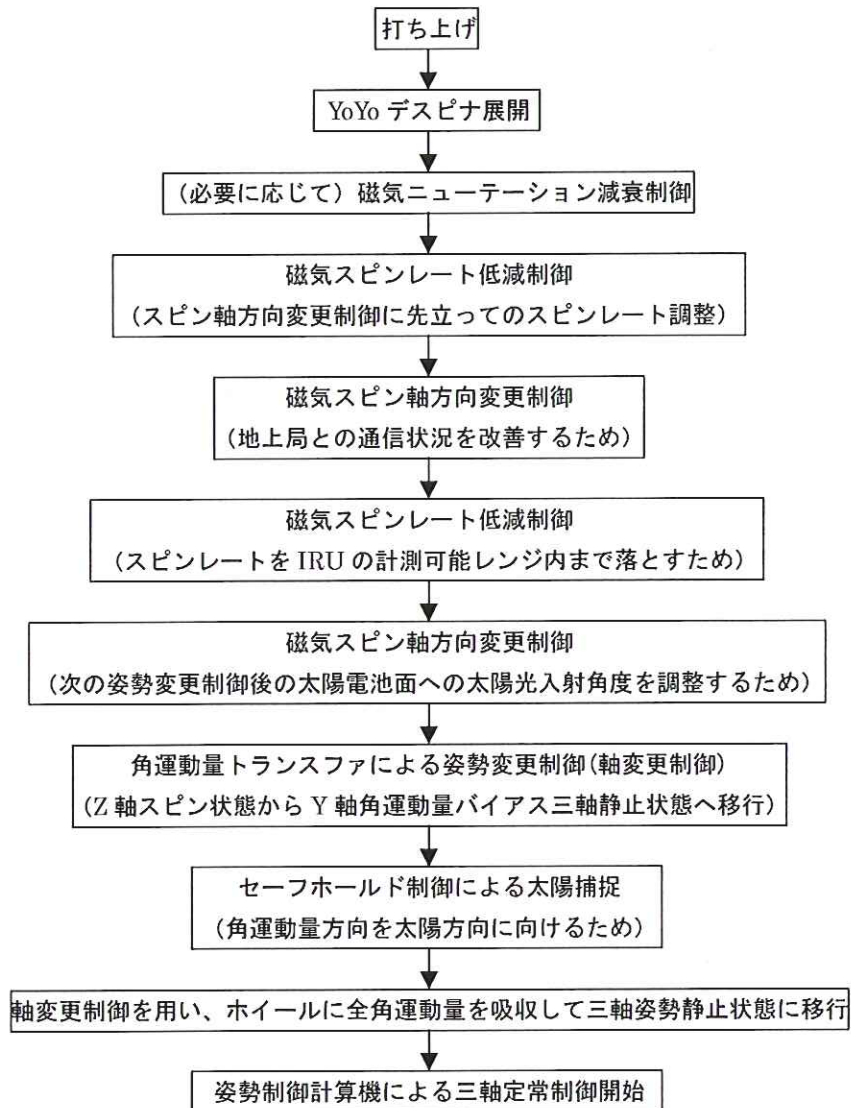 打ち上げ
YoYo デスピナ展開
（必要に応じて）磁気ニューテーション減衰制御
磁気スピンレート低減制御
（スピン軸方向変更制御に先立ってのスピンレート調整）
磁気スピン軸方向変更制御
（地上局との通信状況を改善するため）
磁気スピンレート低減制御
（スピンレートを IRU の計測可能レンジ内まで落とすため）
磁気スピン軸方向変更制御
（次の姿勢変更制御後の太陽電池面への太陽光入射角度を調整するため）
角運動量トランスファによる姿勢変更制御(軸変更制御)
（Z 軸スピン状態から Y 軸角運動量バイアス三軸静止状態へ移行）
セーフホールド制御による太陽捕捉
（角運動量方向を太陽方向に向けるため）
軸変更制御を用い、ホイールに全角運動量を吸収して三軸姿勢静止状態に移行
姿勢制御計算機による三軸定常制御開始